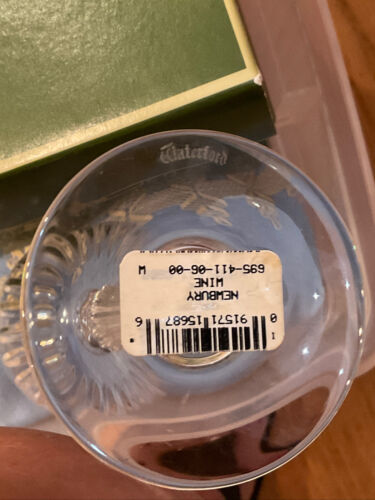 Waterford
NEWBURY
WINE
695-411-06-00 W
0 91571 15687 6